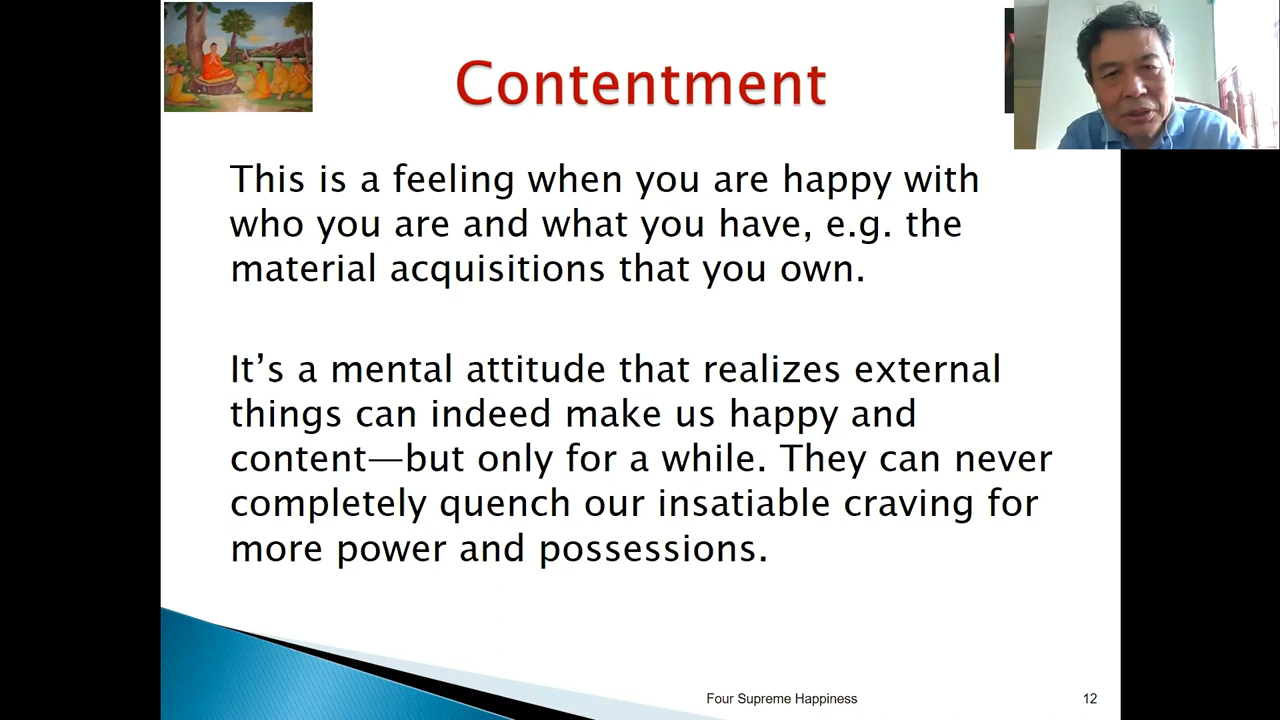 Contentment
This is a feeling when you are happy with
who you are and what you have, e.g. the
material acquisitions that you own.
It’s a mental attitude that realizes external
things can indeed make us happy and
content—but only for a while. They can never
completely quench our insatiable craving for
more power and possessions.
Four Supreme Happiness
12